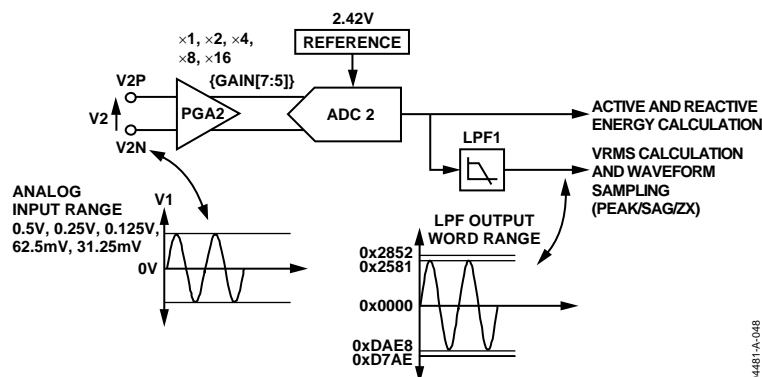 2.42V
REFERENCE
×1, ×2, ×4,
×8, ×16
{GAIN[7:5]}
V2P
V2
V2N
PGA2
ADC 2
ACTIVE AND REACTIVE
ENERGY CALCULATION
LPF1
VRMS CALCULATION
AND WAVEFORM
SAMPLING
(PEAK/SAG/ZX)
ANALOG
INPUT RANGE
0.5V, 0.25V, 0.125V,
62.5mV, 31.25mV
V1
0V
LPF OUTPUT
WORD RANGE
0x2852
0x2581
0x0000
0xDAE8
0xD7AE
04481-A-048